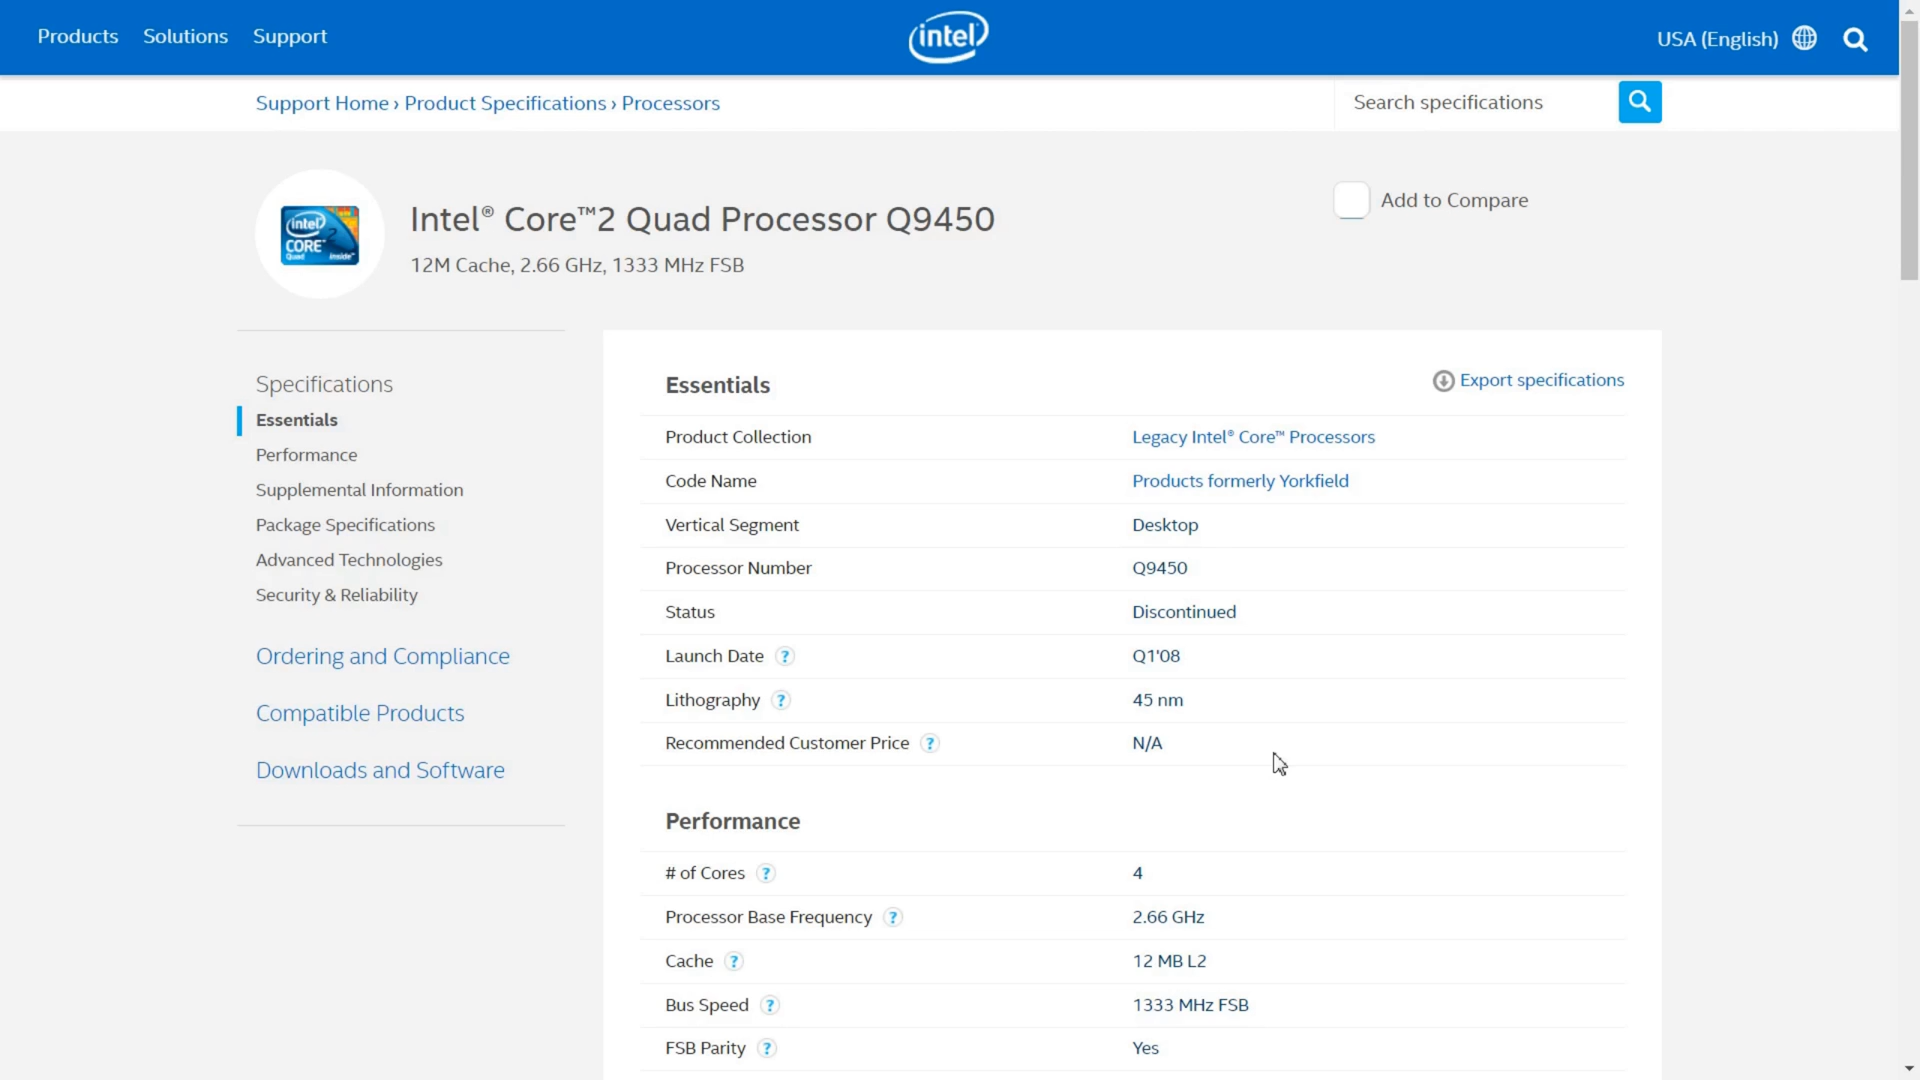 Products Solutions Support intel USA (English)
Support Home › Product Specifications › Processors Search specifications
intel CORE 2 Quad inside™
Intel® Core™2 Quad Processor Q9450
12M Cache, 2.66 GHz, 1333 MHz FSB
Add to Compare
Specifications
Essentials
Performance
Supplemental Information
Package Specifications
Advanced Technologies
Security & Reliability
Ordering and Compliance
Compatible Products
Downloads and Software
Essentials Export specifications
Product Collection Legacy Intel® Core™ Processors
Code Name Products formerly Yorkfield
Vertical Segment Desktop
Processor Number Q9450
Status Discontinued
Launch Date ? Q1'08
Lithography ? 45 nm
Recommended Customer Price ? N/A
Performance
# of Cores ? 4
Processor Base Frequency ? 2.66 GHz
Cache ? 12 MB L2
Bus Speed ? 1333 MHz FSB
FSB Parity ? Yes